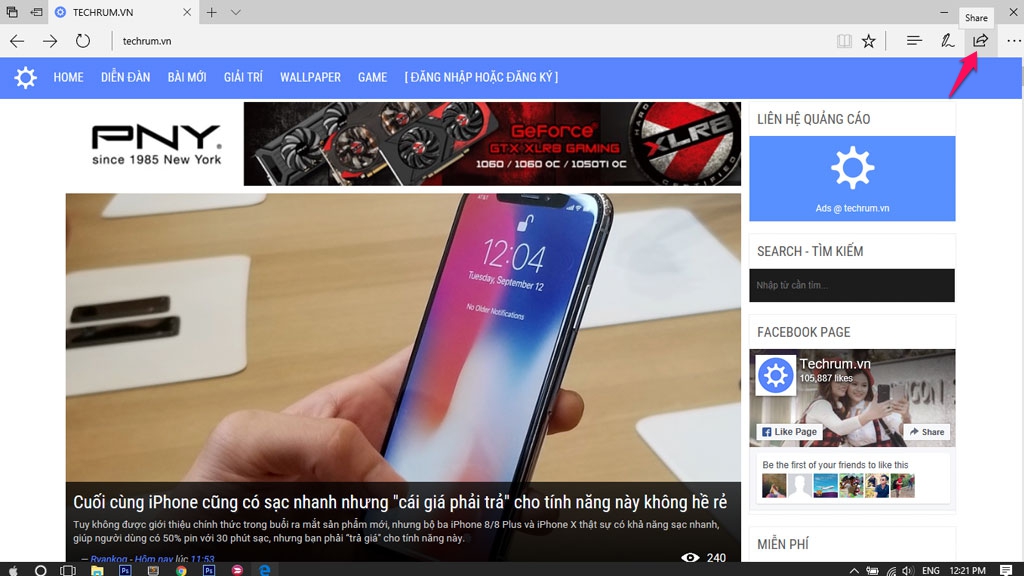 TECHRUM.VN
Share
techrum.vn
HOME DIỄN ĐÀN BÀI MỚI GIẢI TRÍ WALLPAPER GAME [ ĐĂNG NHẬP HOẶC ĐĂNG KÝ ]
PNY.
since 1985 New York
GEFORCE
GTX XLR8 GAMING
1060 / 1060 OC / 1050TI OC
XLR8
CERTIFIED
LIÊN HỆ QUẢNG CÁO
Ads @ techrum.vn
SEARCH - TÌM KIẾM
Nhập từ cần tìm...
FACEBOOK PAGE
Techrum.vn
105,887 likes
Like Page
Share
Be the first of your friends to like this
MIỄN PHÍ
AT&T
12:04
Tuesday, September 12
No Older Notifications
Cuối cùng iPhone cũng có sạc nhanh nhưng "cái giá phải trả" cho tính năng này không hề rẻ
Tuy không được giới thiệu chính thức trong buổi ra mắt sản phẩm mới, nhưng bộ ba iPhone 8/8 Plus và iPhone X thật sự có khả năng sạc nhanh,
giúp người dùng có 50% pin với 30 phút sạc, nhưng bạn phải "trả giá" cho tính năng này.
— Ryankog - Hôm nay lúc 11:53
240
ENG 12:21 PM